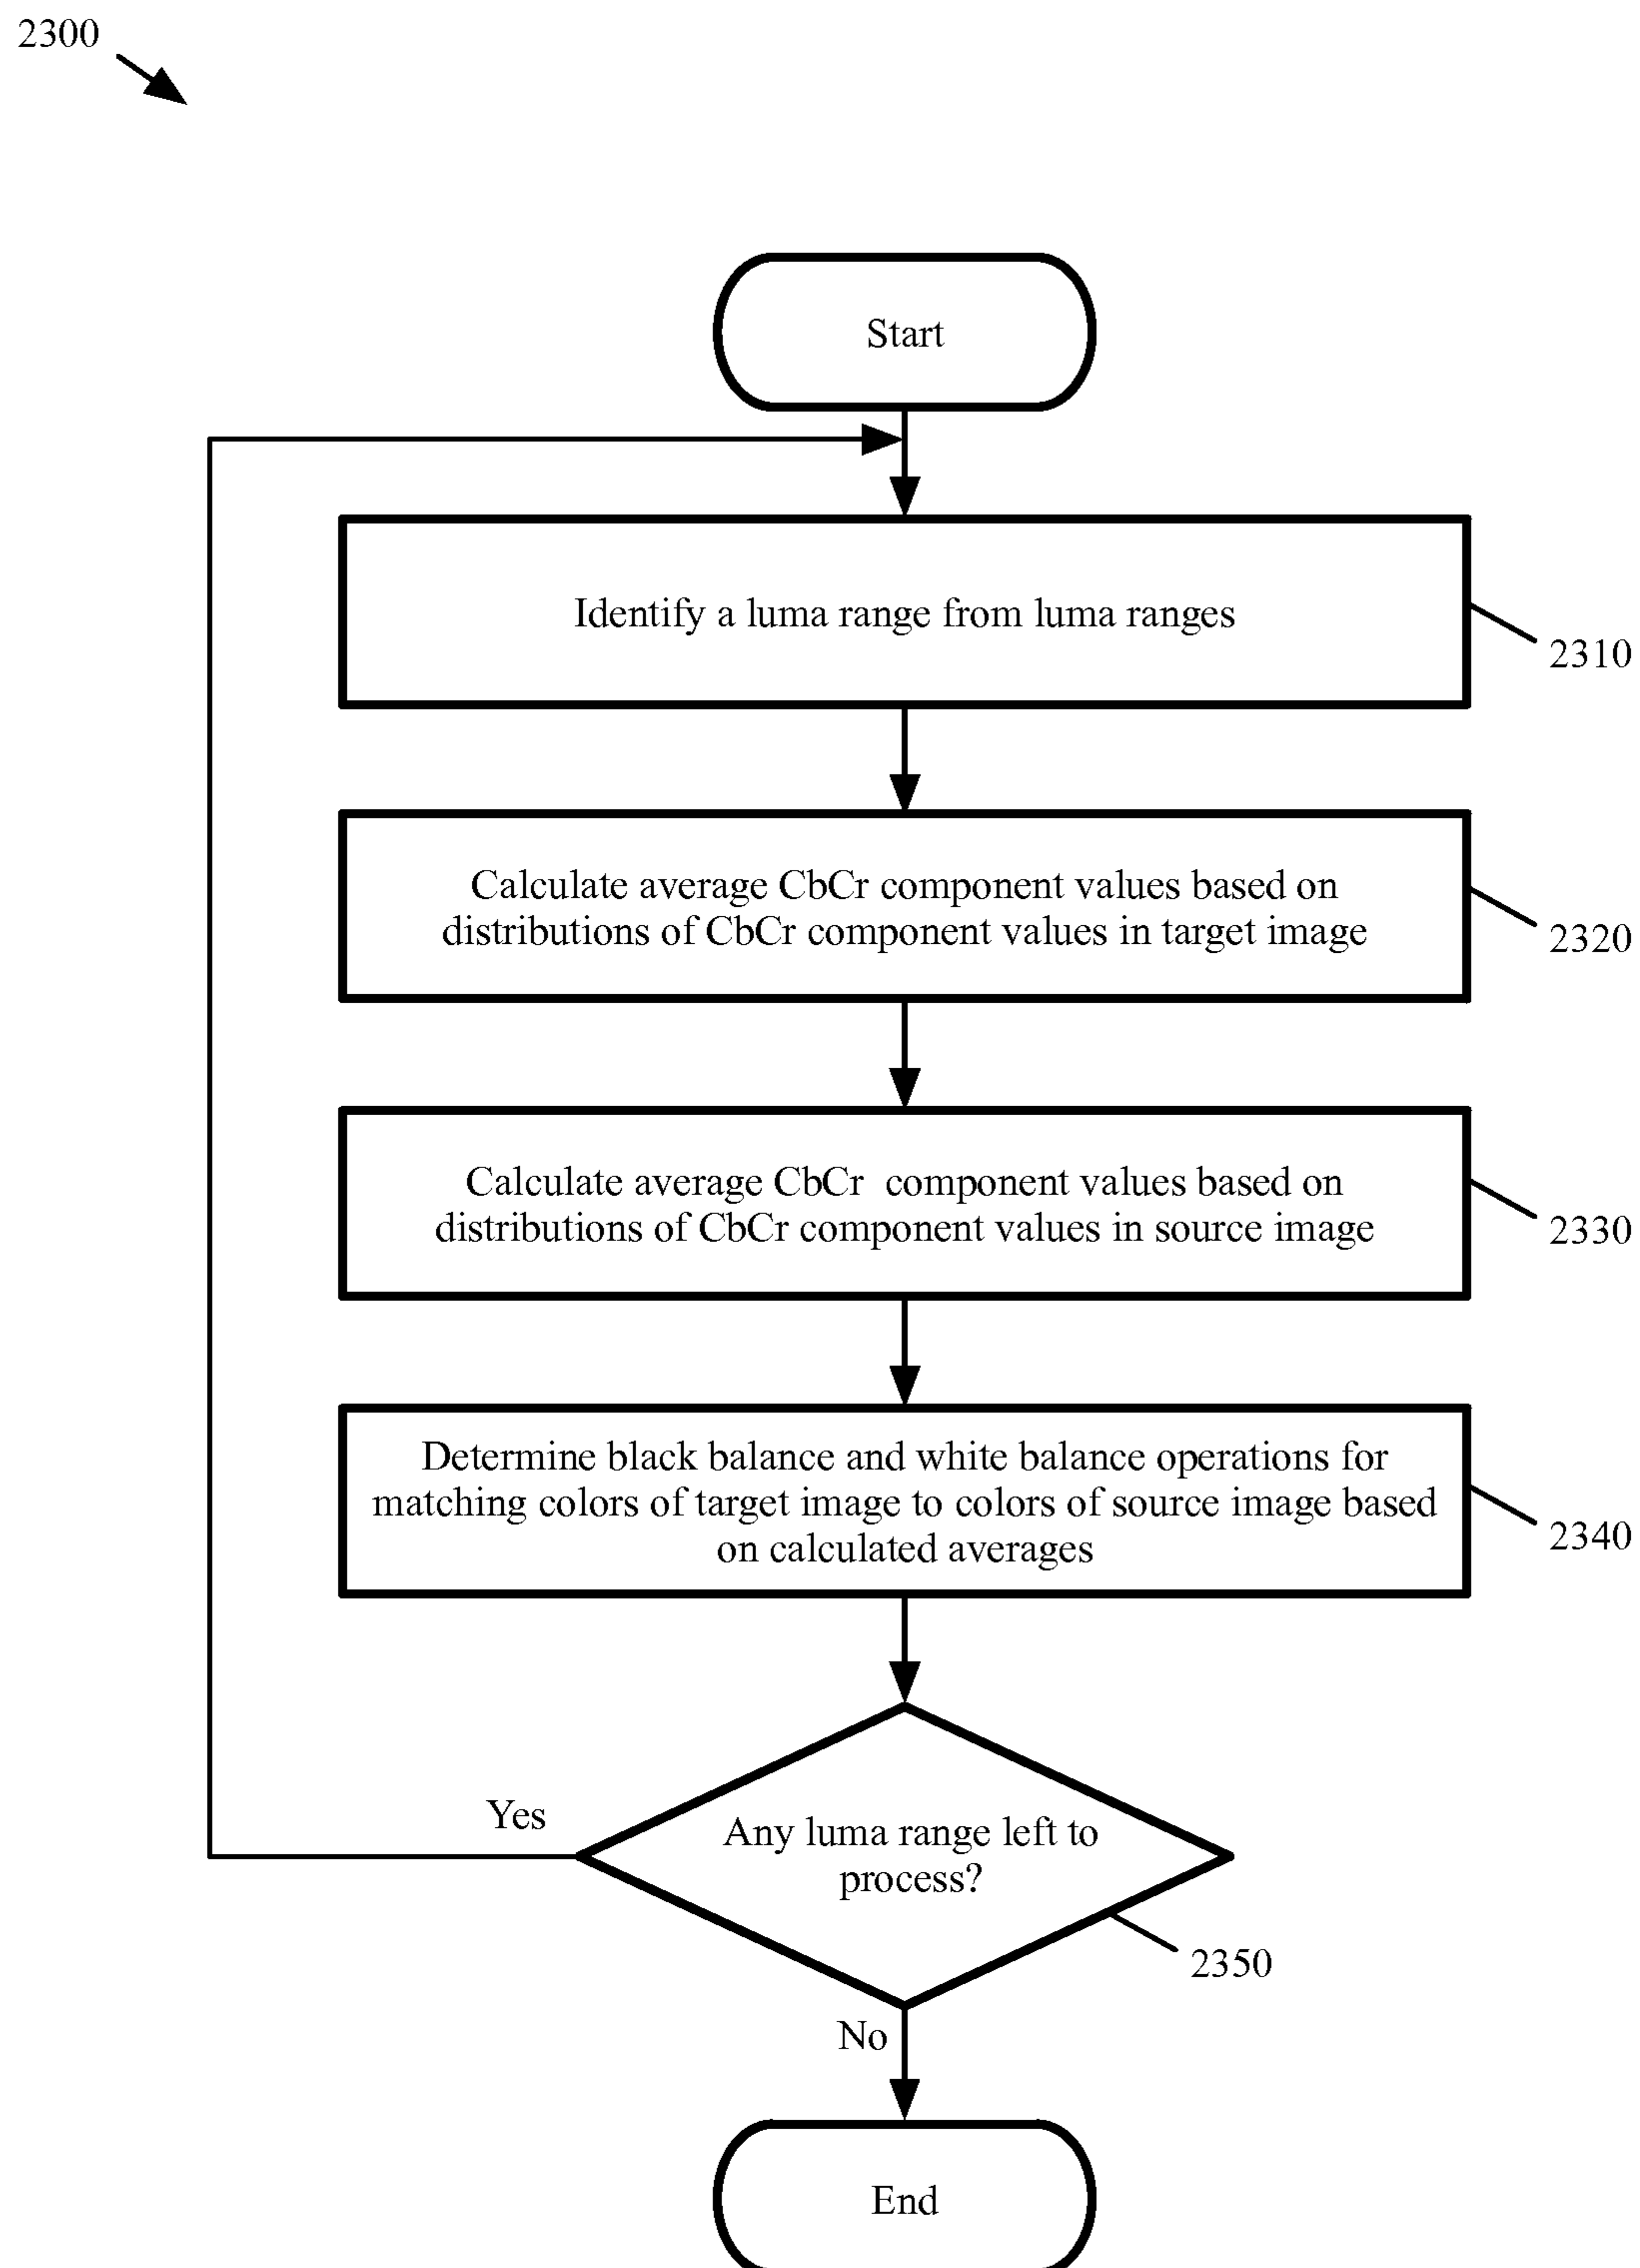 2300
Start
Identify a luma range from luma ranges
2310
Calculate average CbCr component values based on
distributions of CbCr component values in target image
2320
Calculate average CbCr component values based on
distributions of CbCr component values in source image
2330
Determine black balance and white balance operations for
matching colors of target image to colors of source image based
on calculated averages
2340
Yes
Any luma range left to
process?
2350
No
End